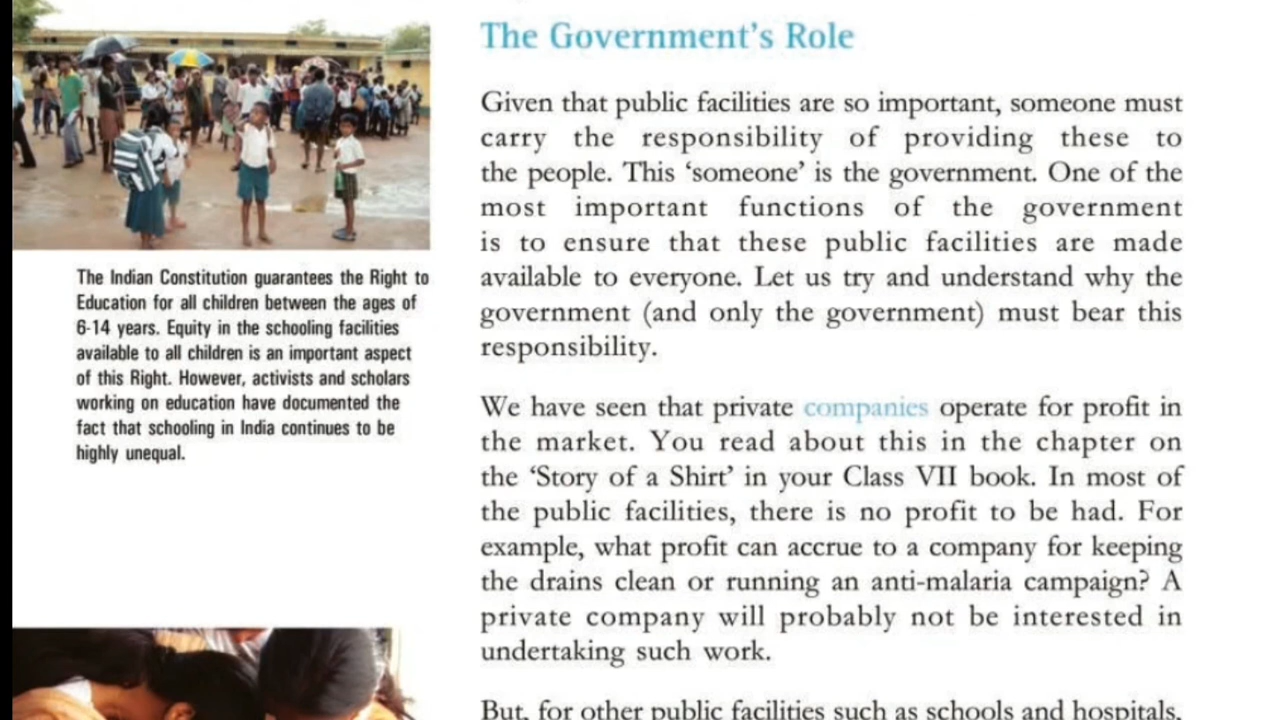 The Government's Role
Given that public facilities are so important, someone must
carry the responsibility of providing these to
the people. This ‘someone’ is the government. One of the
most important functions of the government
is to ensure that these public facilities are made
available to everyone. Let us try and understand why the
government (and only the government) must bear this
responsibility.
We have seen that private companies operate for profit in
the market. You read about this in the chapter on
the ‘Story of a Shirt’ in your Class VII book. In most of
the public facilities, there is no profit to be had. For
example, what profit can accrue to a company for keeping
the drains clean or running an anti-malaria campaign? A
private company will probably not be interested in
undertaking such work.
But, for other public facilities such as schools and hospitals,
The Indian Constitution guarantees the Right to
Education for all children between the ages of
6-14 years. Equity in the schooling facilities
available to all children is an important aspect
of this Right. However, activists and scholars
working on education have documented the
fact that schooling in India continues to be
highly unequal.